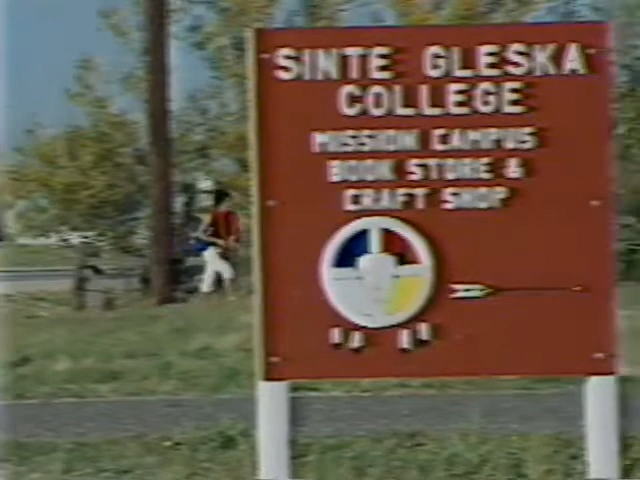 SINTE GLESKA
COLLEGE
MISSION CAMPUS
BOOK STORE &
CRAFT SHOP